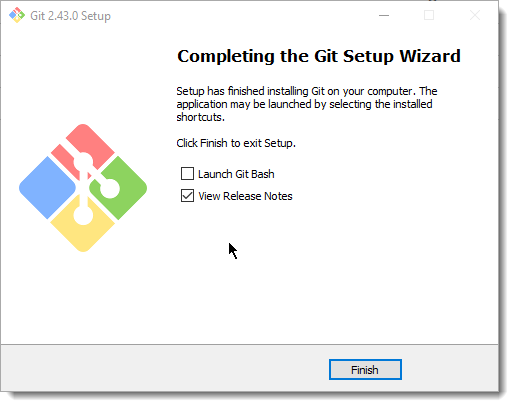 Git 2.43.0 Setup
Completing the Git Setup Wizard
Setup has finished installing Git on your computer. The
application may be launched by selecting the installed
shortcuts.
Click Finish to exit Setup.
Launch Git Bash
View Release Notes
Finish